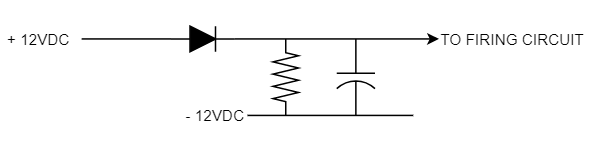 + 12VDC
TO FIRING CIRCUIT
- 12VDC